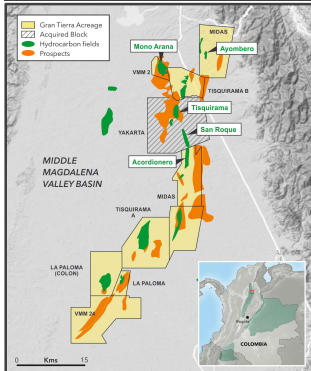 Gran Tierra Acreage
Acquired Block
Hydrocarbon fields
Prospects
MIDAS
Mono Arana
Ayombero
VMM 2
TISQUIRAMA B
Tisquirama
YAKARTA
San Roque
MIDDLE
MAGDALENA
VALLEY BASIN
Acordionero
MIDAS
TISQUIRAMA
A
LA PALOMA
(COLON)
LA PALOMA
VMM 24
0 Kms 15
Bogota
COLOMBIA